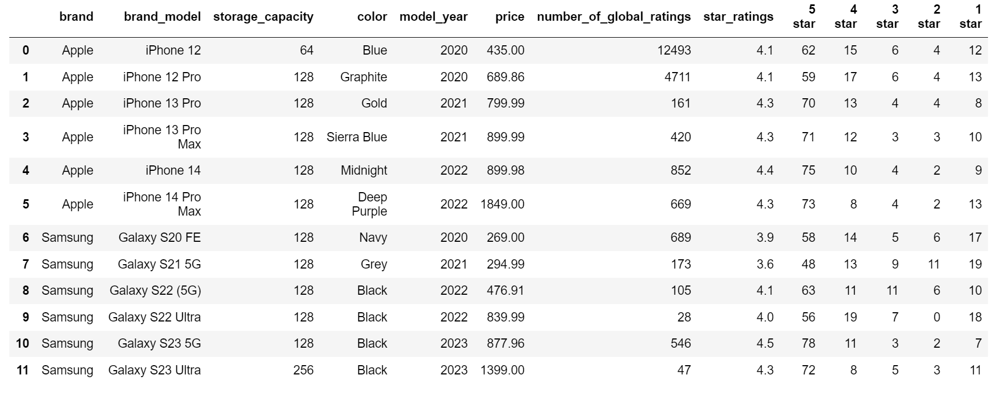 brand brand_model storage_capacity color model_year price number_of_global_ratings star_ratings 5 star 4 star 3 star 2 star 1 star
0 Apple iPhone 12 64 Blue 2020 435.00 12493 4.1 62 15 6 4 12
1 Apple iPhone 12 Pro 128 Graphite 2020 689.86 4711 4.1 59 17 6 4 13
2 Apple iPhone 13 Pro 128 Gold 2021 799.99 161 4.3 70 13 4 4 8
3 Apple iPhone 13 Pro Max 128 Sierra Blue 2021 899.99 420 4.3 71 12 3 3 10
4 Apple iPhone 14 128 Midnight 2022 899.98 852 4.4 75 10 4 2 9
5 Apple iPhone 14 Pro Max 128 Deep Purple 2022 1849.00 669 4.3 73 8 4 2 13
6 Samsung Galaxy S20 FE 128 Navy 2020 269.00 689 3.9 58 14 5 6 17
7 Samsung Galaxy S21 5G 128 Grey 2021 294.99 173 3.6 48 13 9 11 19
8 Samsung Galaxy S22 (5G) 128 Black 2022 476.91 105 4.1 63 11 11 6 10
9 Samsung Galaxy S22 Ultra 128 Black 2022 839.99 28 4.0 56 19 7 0 18
10 Samsung Galaxy S23 5G 128 Black 2023 877.96 546 4.5 78 11 3 2 7
11 Samsung Galaxy S23 Ultra 256 Black 2023 1399.00 47 4.3 72 8 5 3 11